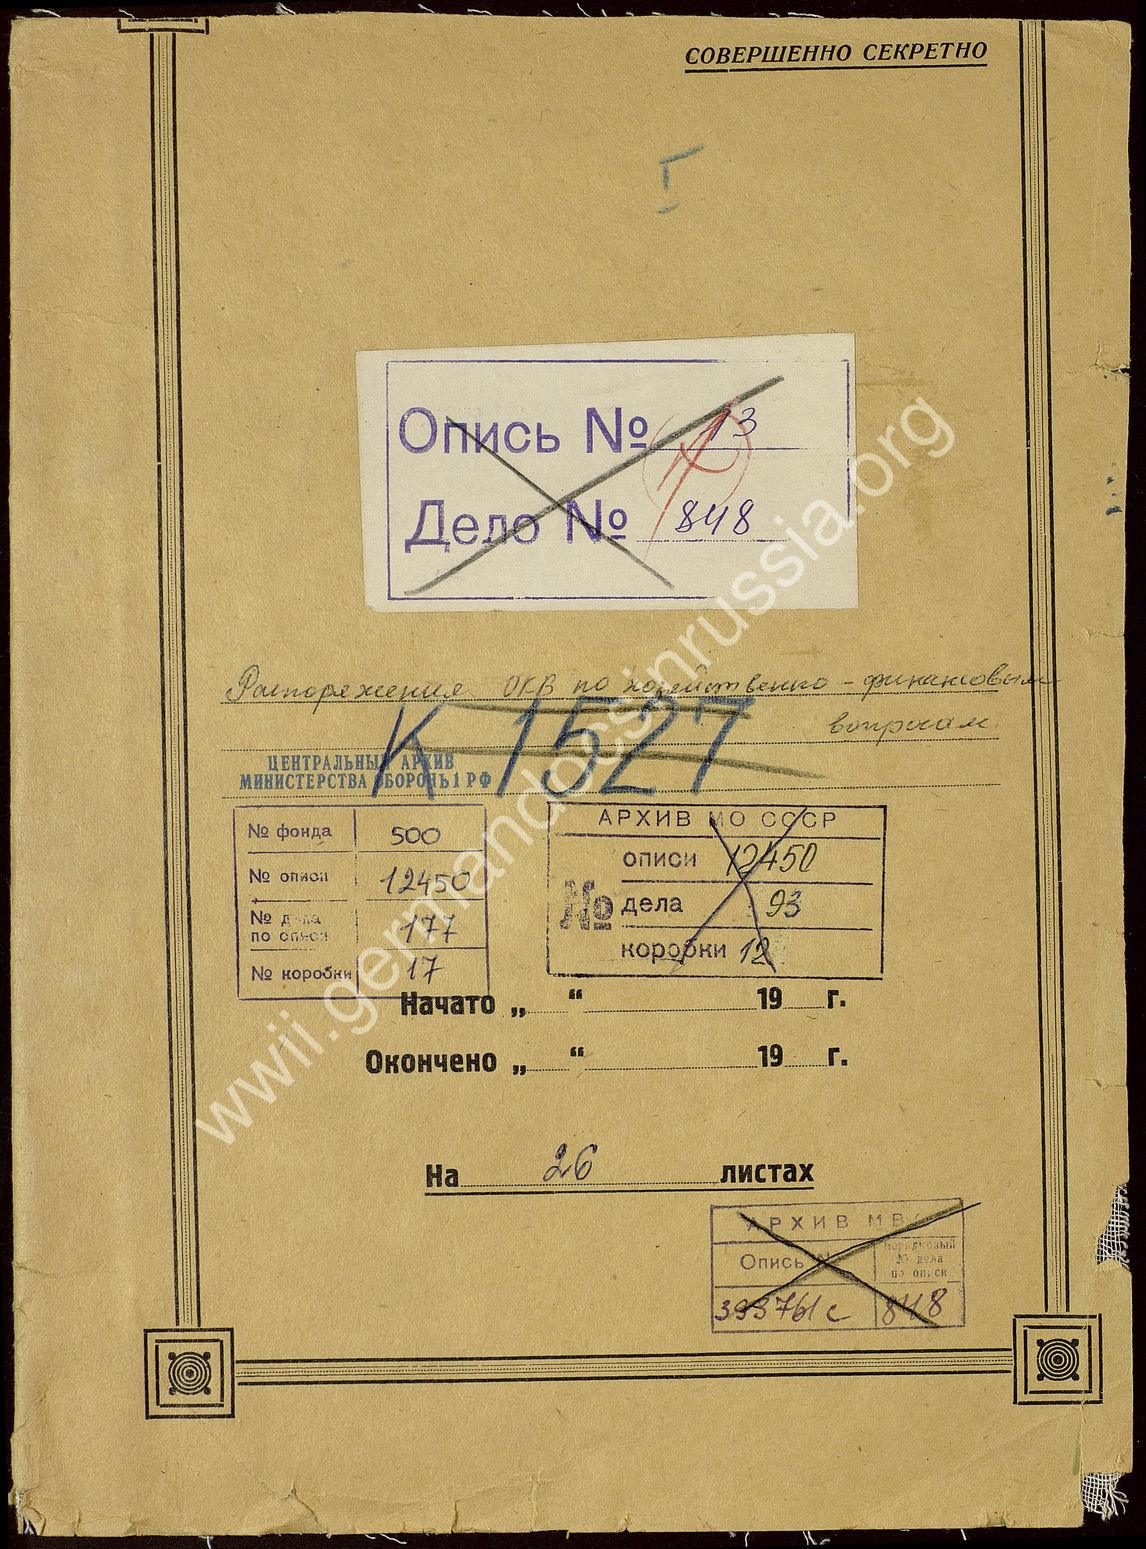 СОВЕРШЕННО СЕКРЕТНО
I
Опись № 13
Дело № 848
Распоряжения ОКВ по хозяйственно-финансовым
вопросам
К 1527
ЦЕНТРАЛЬНЫЙ АРХИВ
МИНИСТЕРСТВА ОБОРОНЫ РФ
№ фонда 500
№ описи 12450
№ дела по описи 177
№ коробки 17
АРХИВ МО СССР
№
описи 12450
дела 93
коробки 12
Начато „ “ 19 г.
Окончено „ “ 19 г.
На 26 листах
АРХИВ МВС
Опись № порядковый № дела по описи
393761с 848
wwii.germandocsinrussia.org